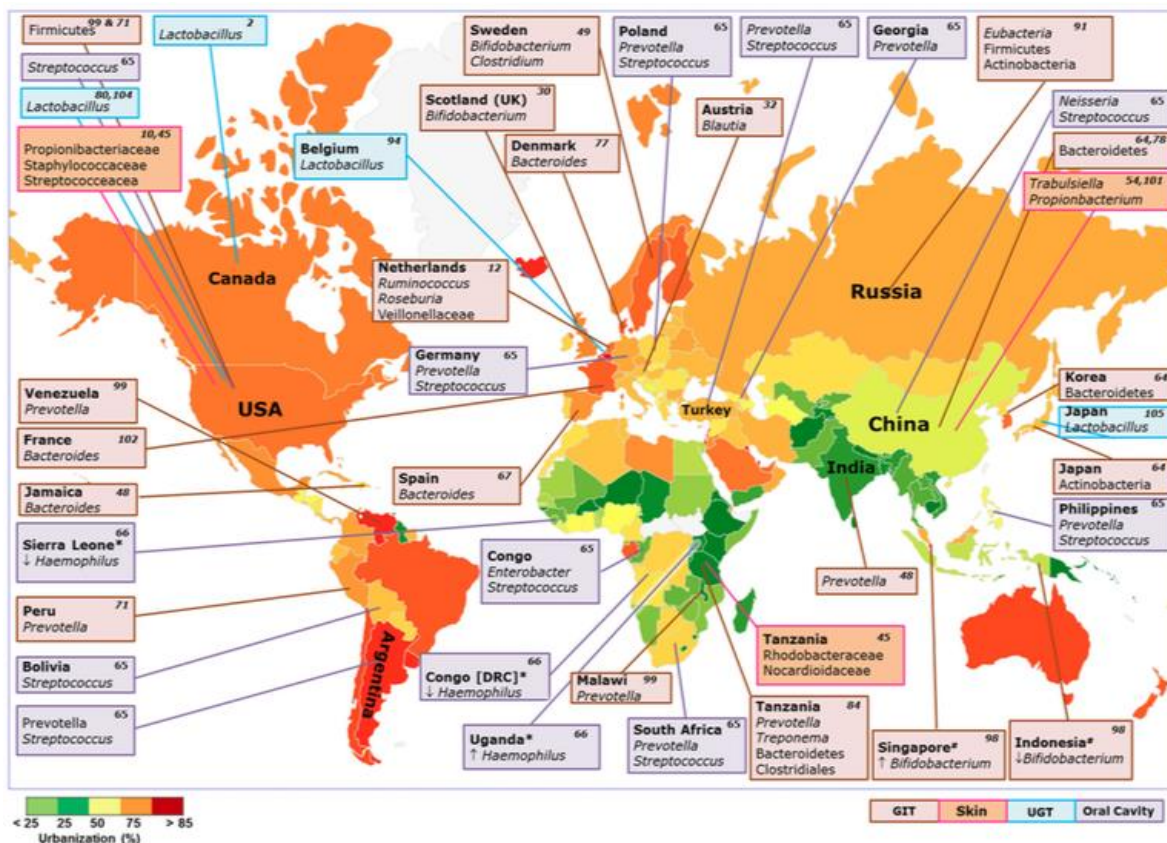 99 & 71
Firmicutes
Streptococcus 65
80,104
Lactobacillus
10,45
Propionibacteriaceae
Staphylococcaceae
Streptococceacea
2
Lactobacillus
Belgium 94
Lactobacillus
Sweden 49
Bifidobacterium
Clostridium
Scotland (UK) 30
Bifidobacterium
Denmark 77
Bacteroides
Poland 65
Prevotella
Streptococcus
Austria 32
Blautia
65
Prevotella
Streptococcus
Georgia 65
Prevotella
91
Eubacteria
Firmicutes
Actinobacteria
Neisseria 65
Streptococcus
64,78
Bacteroidetes
54,101
Trabulsiella
Propionbacterium
Canada
Netherlands 12
Ruminococcus
Roseburia
Veillonellaceae
Russia
Germany 65
Prevotella
Streptococcus
Venezuela 99
Prevotella
USA
Turkey
China
Korea 64
Bacteroidetes
Japan 105
Lactobacillus
France 102
Bacteroides
India
Spain 67
Bacteroides
Japan 64
Actinobacteria
Jamaica 48
Bacteroides
Philippines 65
Prevotella
Streptococcus
66
Sierra Leone*
↓ Haemophilus
Congo 65
Enterobacter
Streptococcus
Prevotella 48
Peru 71
Prevotella
Argentina
Tanzania 45
Rhodobacteraceae
Nocardioidaceae
Bolivia 65
Streptococcus
66
Congo [DRC]*
↓ Haemophilus
Malawi 99
Prevotella
Prevotella 65
Streptococcus
Uganda* 66
↑ Haemophilus
South Africa 65
Prevotella
Streptococcus
Tanzania 84
Prevotella
Treponema
Bacteroidetes
Clostridiales
98
Singapore#
↑ Bifidobacterium
98
Indonesia#
↓Bifidobacterium
< 25 25 50 75 > 85
Urbanization (%)
GIT Skin UGT Oral Cavity